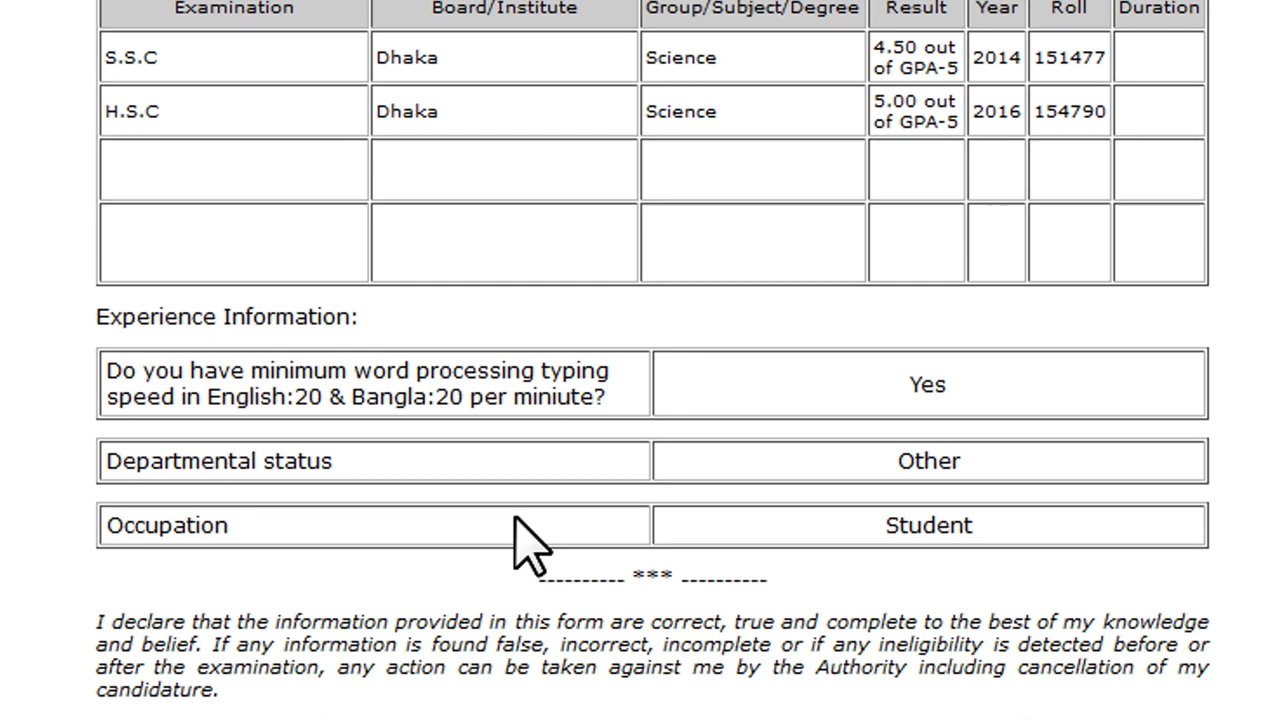 Examination Board/Institute Group/Subject/Degree Result Year Roll Duration
S.S.C Dhaka Science 4.50 out of GPA-5 2014 151477
H.S.C Dhaka Science 5.00 out of GPA-5 2016 154790
Experience Information:
Do you have minimum word processing typing
speed in English:20 & Bangla:20 per miniute? Yes
Departmental status Other
Occupation Student
---------- *** ----------
I declare that the information provided in this form are correct, true and complete to the best of my knowledge
and belief. If any information is found false, incorrect, incomplete or if any ineligibility is detected before or
after the examination, any action can be taken against me by the Authority including cancellation of my
candidature.